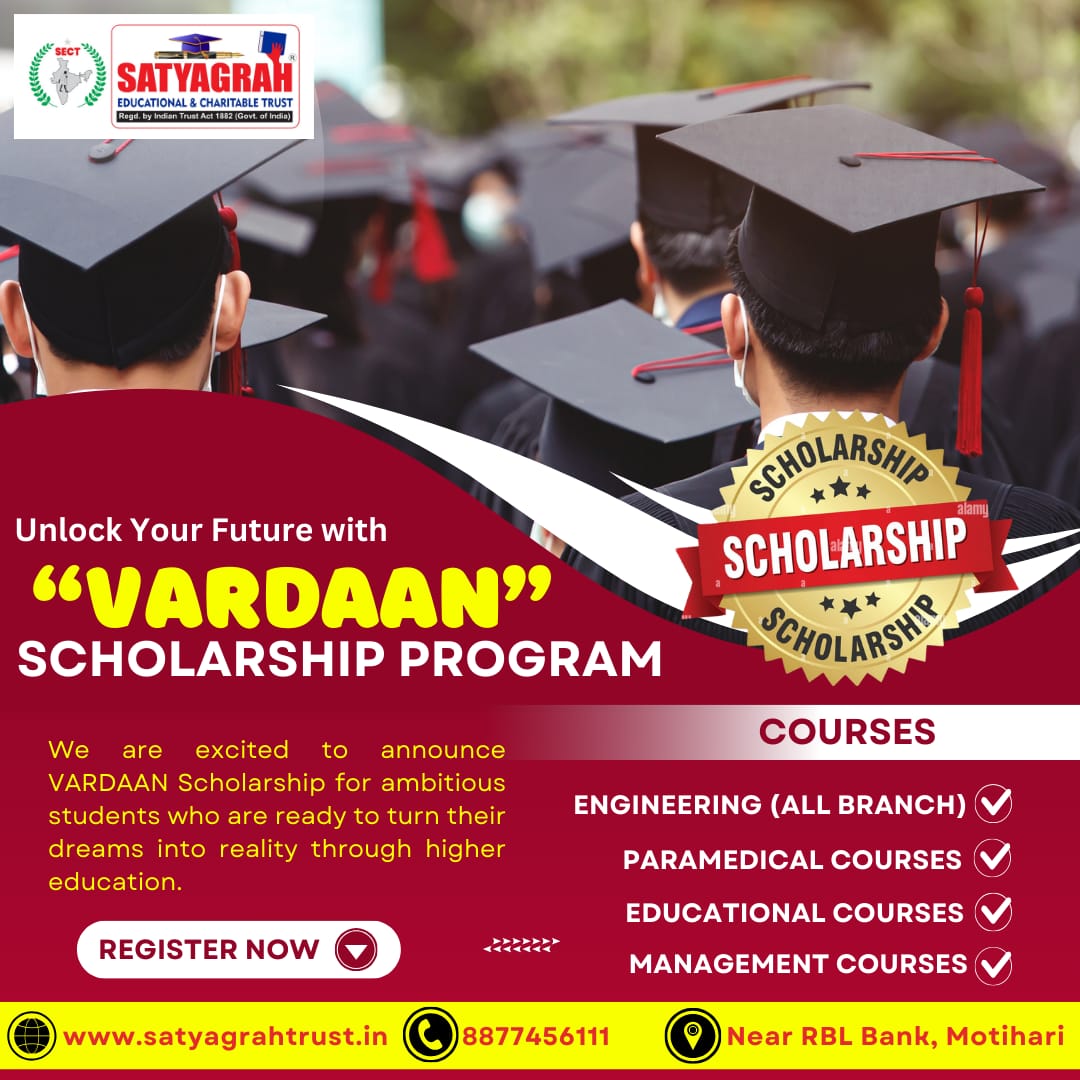 SECT
SATYAGRAH
®
EDUCATIONAL & CHARITABLE TRUST
Regd. by Indian Trust Act 1882 (Govt. of India)
SCHOLARSHIP
alamy
SCHOLARSHIP
SCHOLARSHIP
Unlock Your Future with
“VARDAAN”
SCHOLARSHIP PROGRAM
We are excited to announce
VARDAAN Scholarship for ambitious
students who are ready to turn their
dreams into reality through higher
education.
REGISTER NOW
COURSES
ENGINEERING (ALL BRANCH)
PARAMEDICAL COURSES
EDUCATIONAL COURSES
MANAGEMENT COURSES
www.satyagrahtrust.in
8877456111
Near RBL Bank, Motihari